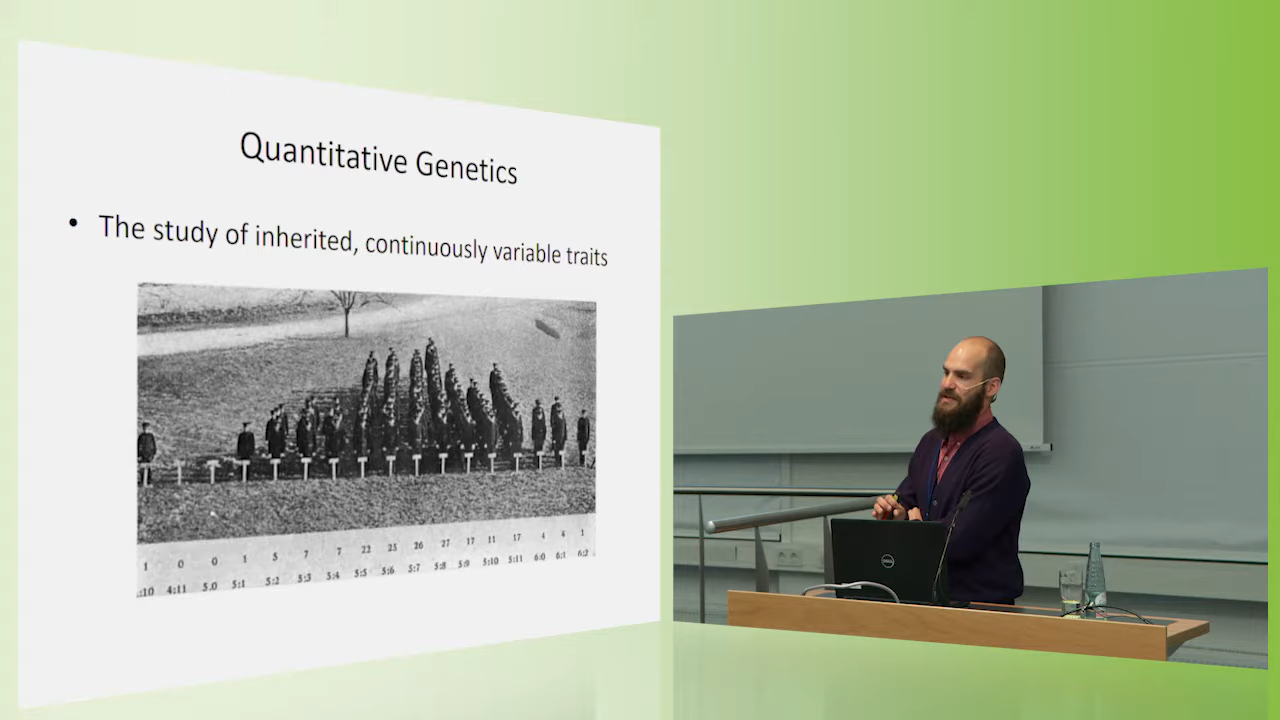 Quantitative Genetics
• The study of inherited, continuously variable traits
1 0 0 1 5 7 7 22 25 26 27 17 11 17 4 4 1
:10 4:11 5:0 5:1 5:2 5:3 5:4 5:5 5:6 5:7 5:8 5:9 5:10 5:11 6:0 6:1 6:2
DELL